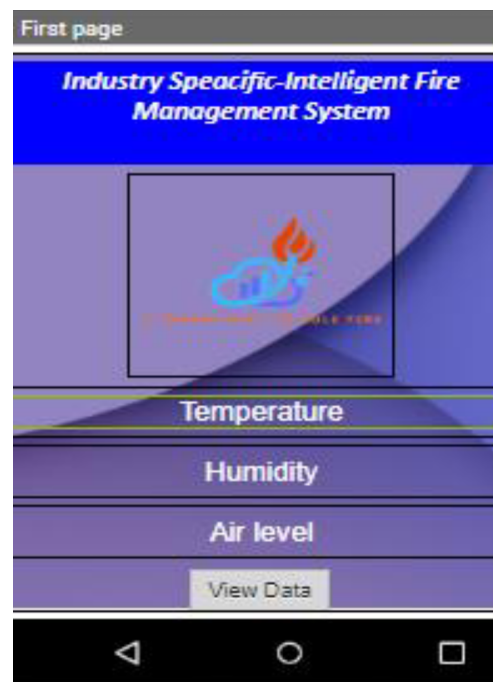 First page
Industry Speacific-Intelligent Fire
Management System
Temperature
Humidity
Air level
View Data